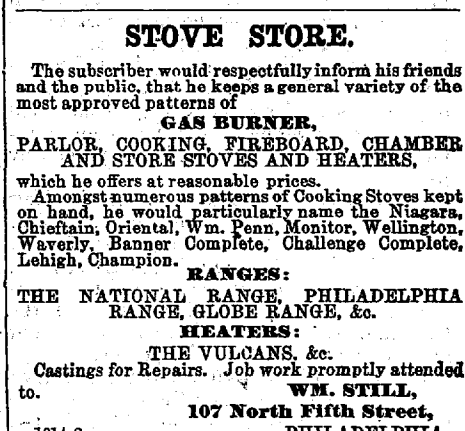 STOVE STORE.
The subscriber would respectfully inform his friends
and the public, that he keeps a general variety of the
most approved patterns of
GAS BURNER,
PARLOR, COOKING, FIREBOARD, CHAMBER
AND STORE STOVES AND HEATERS,
which he offers at reasonable prices.
Amongst numerous patterns of Cooking Stoves kept
on hand, he would particularly name the Niagara,
Chieftain, Oriental, Wm. Penn, Monitor, Wellington,
Waverly, Banner Complete, Challenge Complete,
Lehigh, Champion.
RANGES:
THE NATIONAL RANGE, PHILADELPHIA
RANGE, GLOBE RANGE, &c.
HEATERS:
THE VULCANS, &c.
Castings for Repairs. Job work promptly attended
to. WM. STILL,
107 North Fifth Street,
PHILADELPHIA